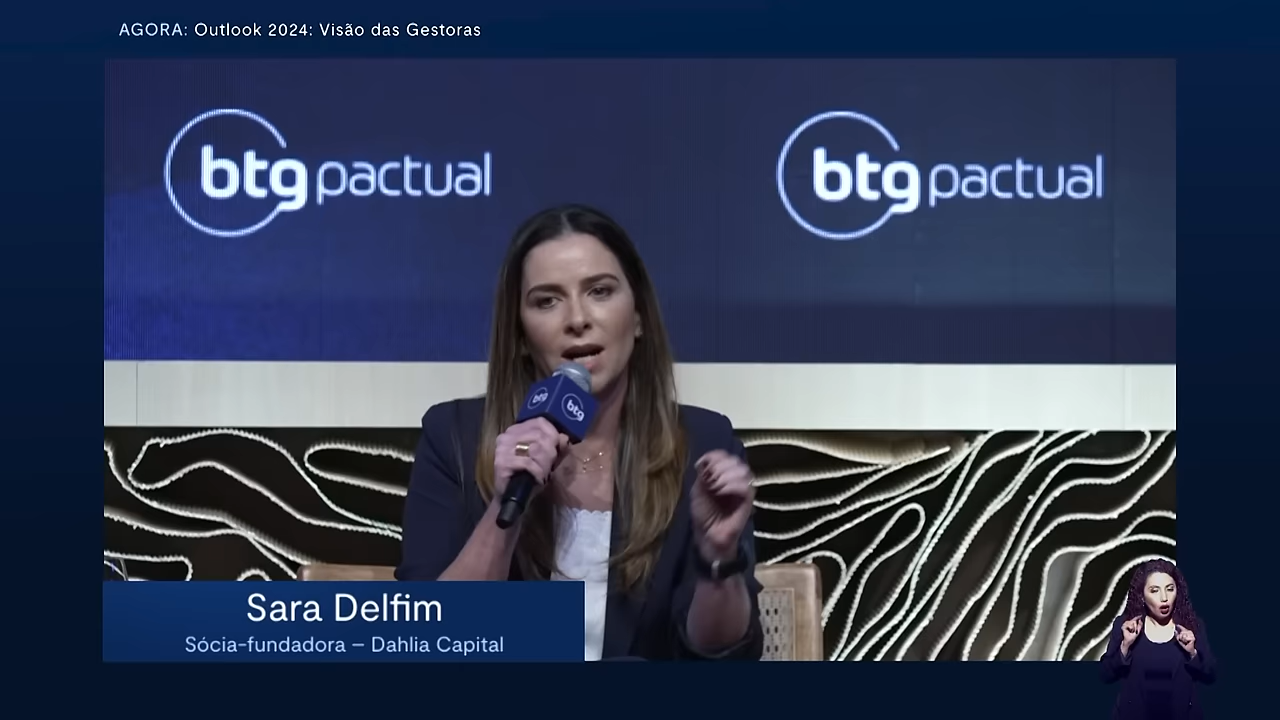 AGORA: Outlook 2024: Visão das Gestoras
btg pactual
btg pactual
btg
btg
Sara Delfim
Sócia-fundadora – Dahlia Capital